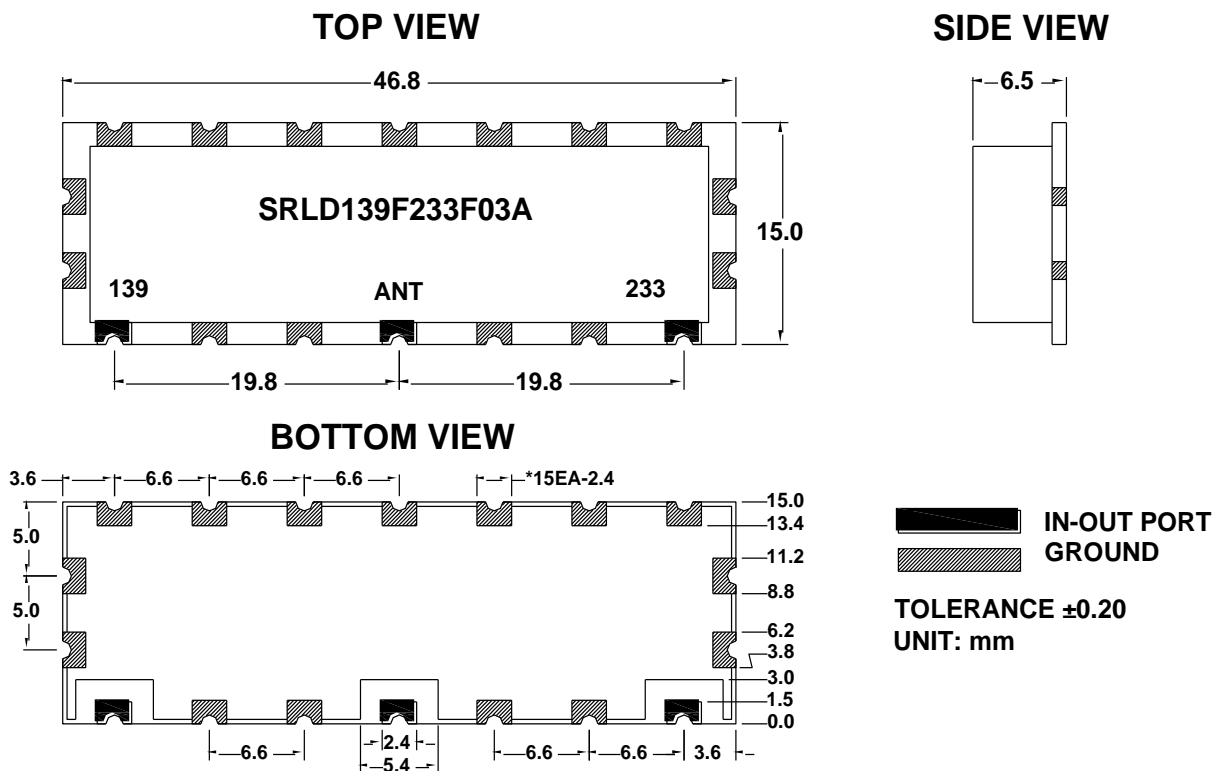 TOP VIEW
SIDE VIEW
46.8
6.5
SRLD139F233F03A
15.0
139
ANT
233
19.8
19.8
BOTTOM VIEW
3.6
6.6
6.6
6.6
*15EA-2.4
15.0
13.4
11.2
8.8
6.2
3.8
3.0
1.5
0.0
5.0
5.0
6.6
2.4
5.4
6.6
6.6
3.6
IN-OUT PORT
GROUND
TOLERANCE ±0.20
UNIT: mm